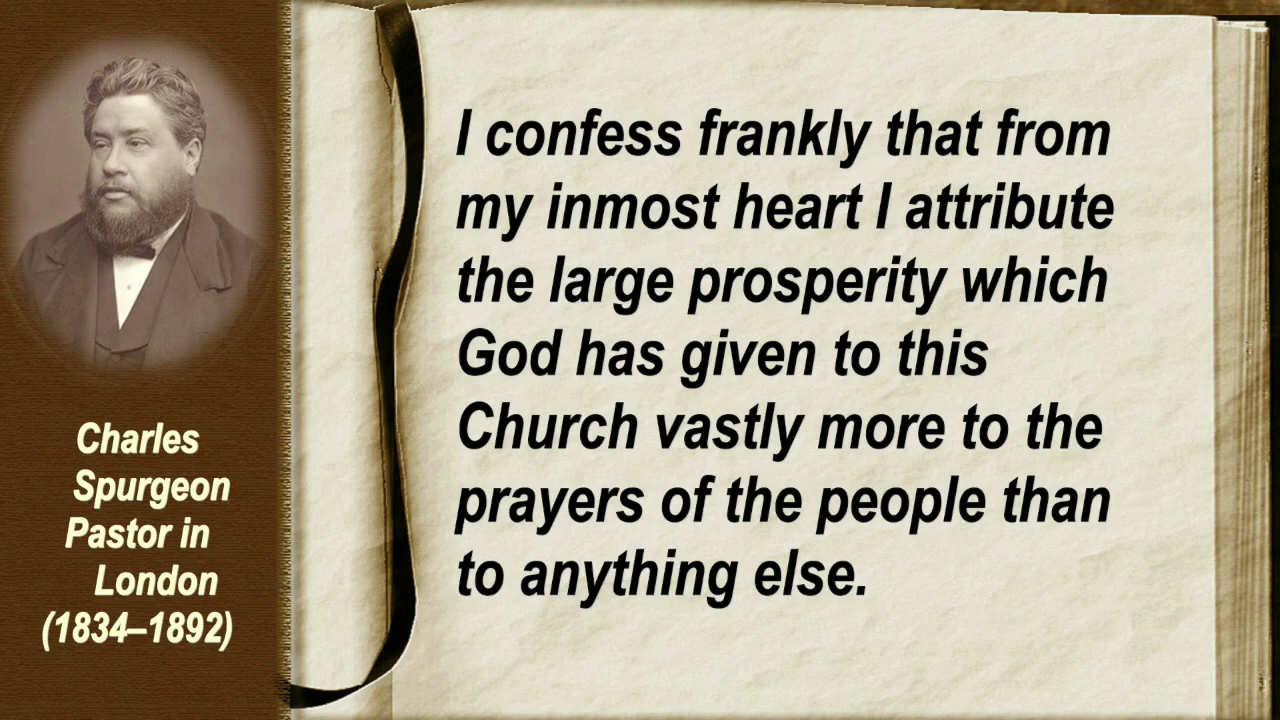 Charles
Spurgeon
Pastor in
London
(1834–1892)
I confess frankly that from
my inmost heart I attribute
the large prosperity which
God has given to this
Church vastly more to the
prayers of the people than
to anything else.